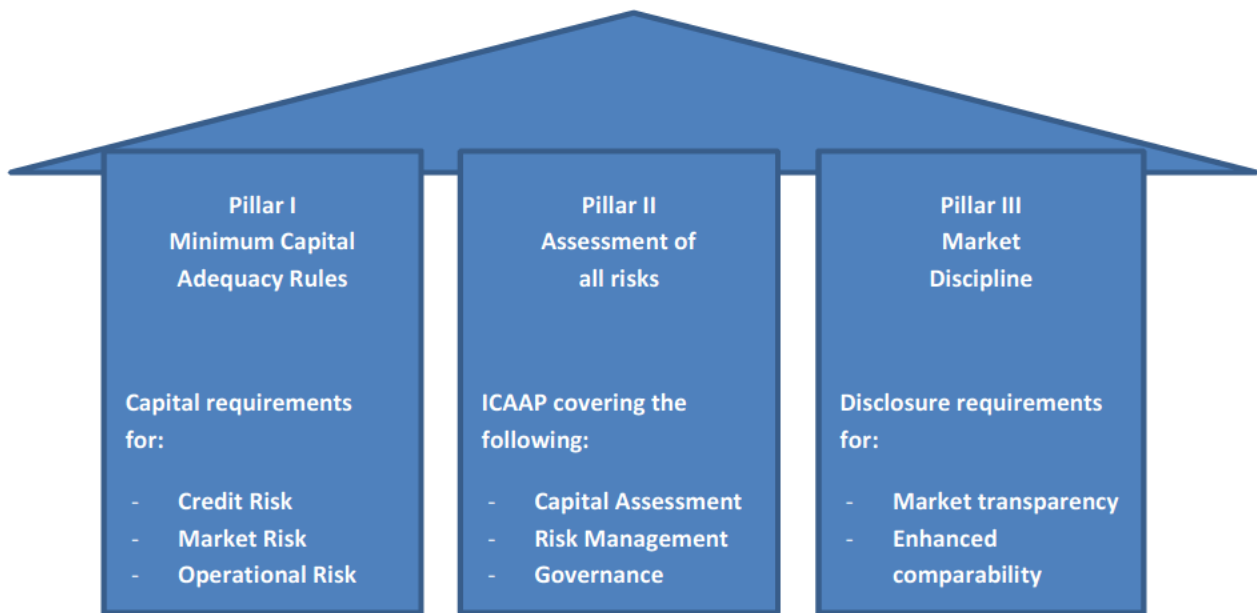 Pillar I
Minimum Capital
Adequacy Rules
Capital requirements
for:
- Credit Risk
- Market Risk
- Operational Risk
Pillar II
Assessment of
all risks
ICAAP covering the
following:
- Capital Assessment
- Risk Management
- Governance
Pillar III
Market
Discipline
Disclosure requirements
for:
- Market transparency
- Enhanced
comparability